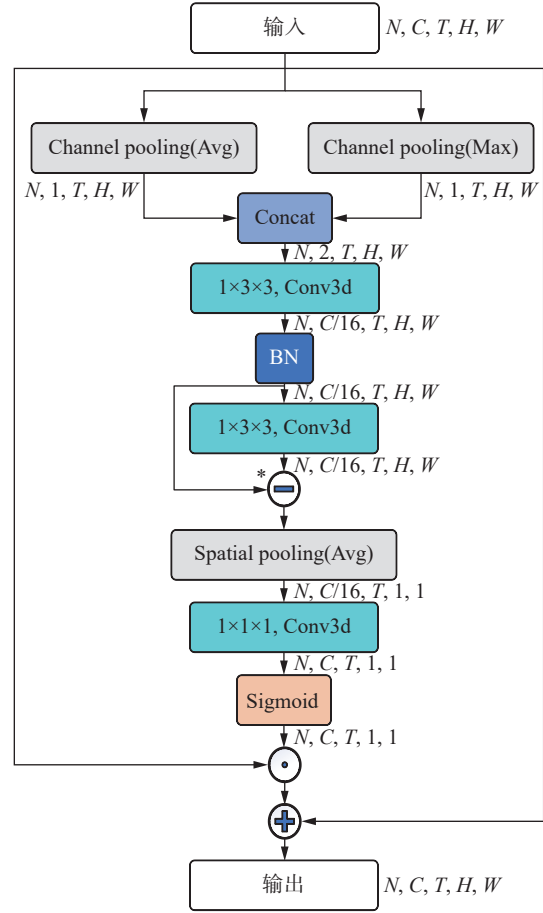 输入
N, C, T, H, W
Channel pooling(Avg)
Channel pooling(Max)
N, 1, T, H, W
N, 1, T, H, W
Concat
N, 2, T, H, W
1×3×3, Conv3d
N, C/16, T, H, W
BN
N, C/16, T, H, W
1×3×3, Conv3d
N, C/16, T, H, W
*
Spatial pooling(Avg)
N, C/16, T, 1, 1
1×1×1, Conv3d
N, C, T, 1, 1
Sigmoid
N, C, T, 1, 1
输出
N, C, T, H, W